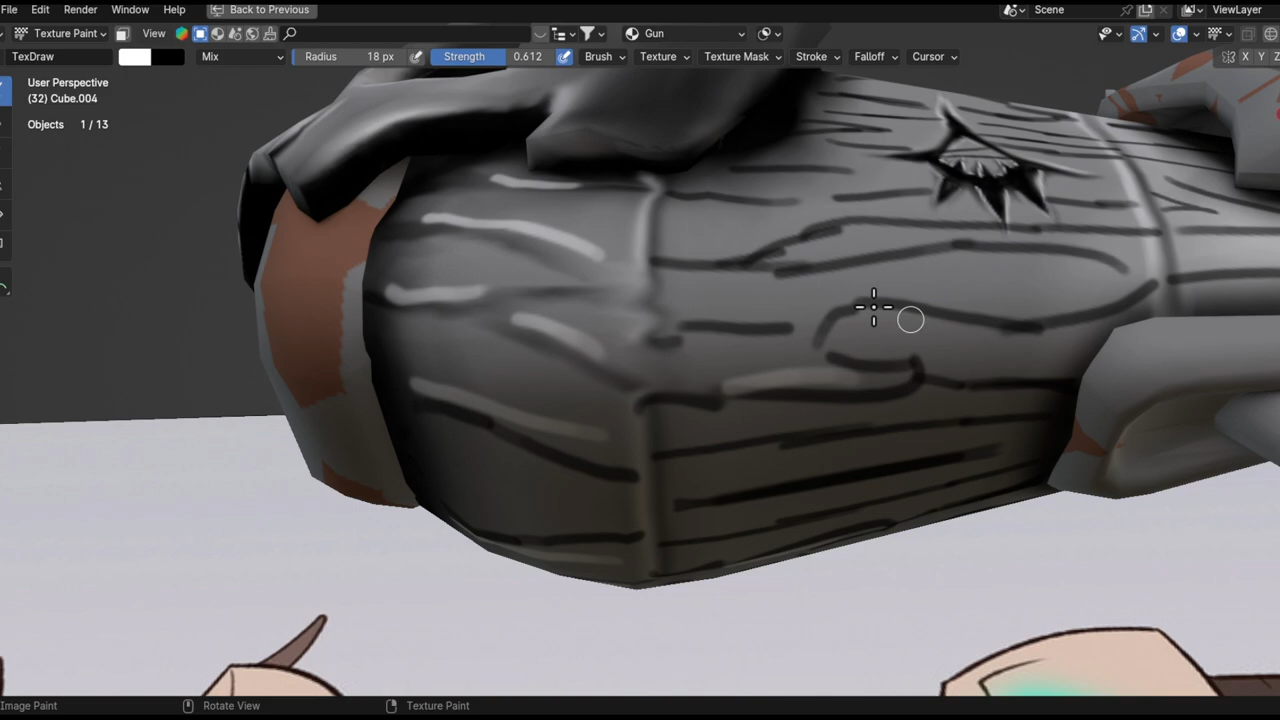 File Edit Render Window Help Back to Previous Scene ViewLayer
Texture Paint View Gun
TexDraw Mix Radius 18 px Strength 0.612 Brush Texture Texture Mask Stroke Falloff Cursor X Y Z
User Perspective
(32) Cube.004
Objects 1 / 13
Image Paint Rotate View Texture Paint